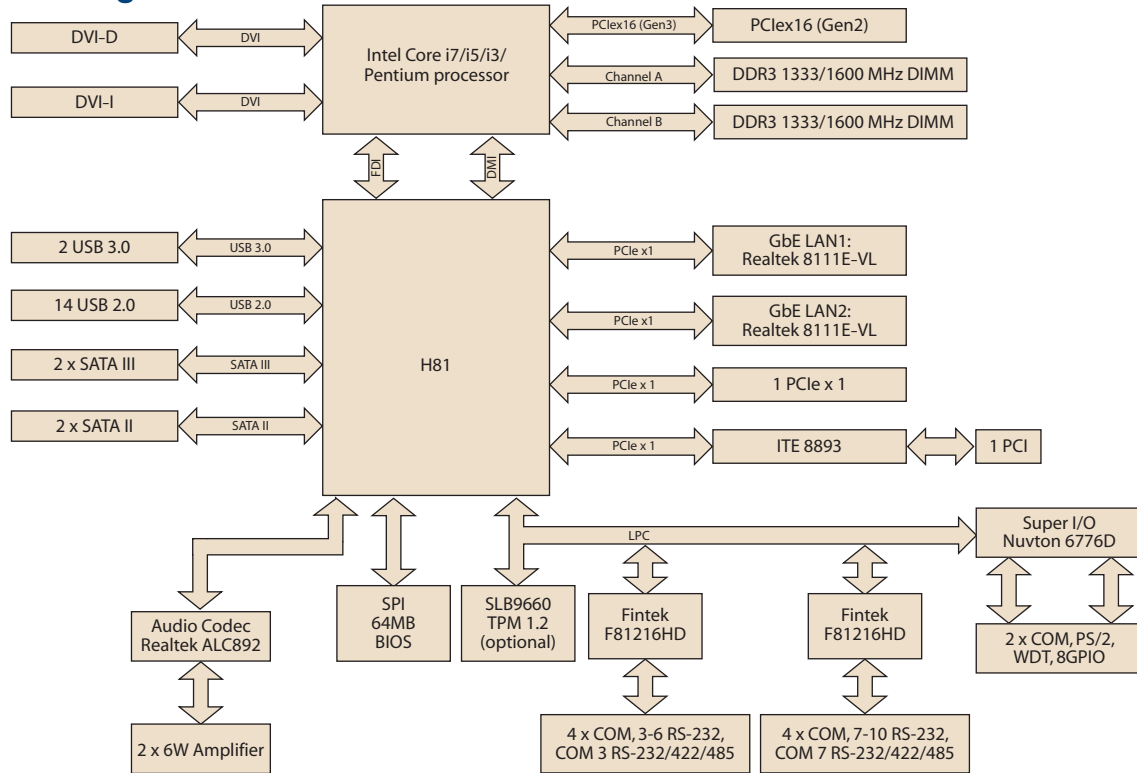 DVI-D
DVI
Intel Core i7/i5/i3/
Pentium processor
PCIex16 (Gen3)
PCIex16 (Gen2)
Channel A
DDR3 1333/1600 MHz DIMM
DVI-I
DVI
Channel B
DDR3 1333/1600 MHz DIMM
FDI
DMI
2 USB 3.0
USB 3.0
H81
PCIe x1
GbE LAN1:
Realtek 8111E-VL
14 USB 2.0
USB 2.0
PCIe x1
GbE LAN2:
Realtek 8111E-VL
2 x SATA III
SATA III
PCIe x 1
1 PCIe x 1
2 x SATA II
SATA II
PCIe x 1
ITE 8893
1 PCI
LPC
Super I/O
Nuvton 6776D
Audio Codec
Realtek ALC892
SPI
64MB
BIOS
SLB9660
TPM 1.2
(optional)
Fintek
F81216HD
Fintek
F81216HD
2 x COM, PS/2,
WDT, 8GPIO
2 x 6W Amplifier
4 x COM, 3-6 RS-232,
COM 3 RS-232/422/485
4 x COM, 7-10 RS-232,
COM 7 RS-232/422/485